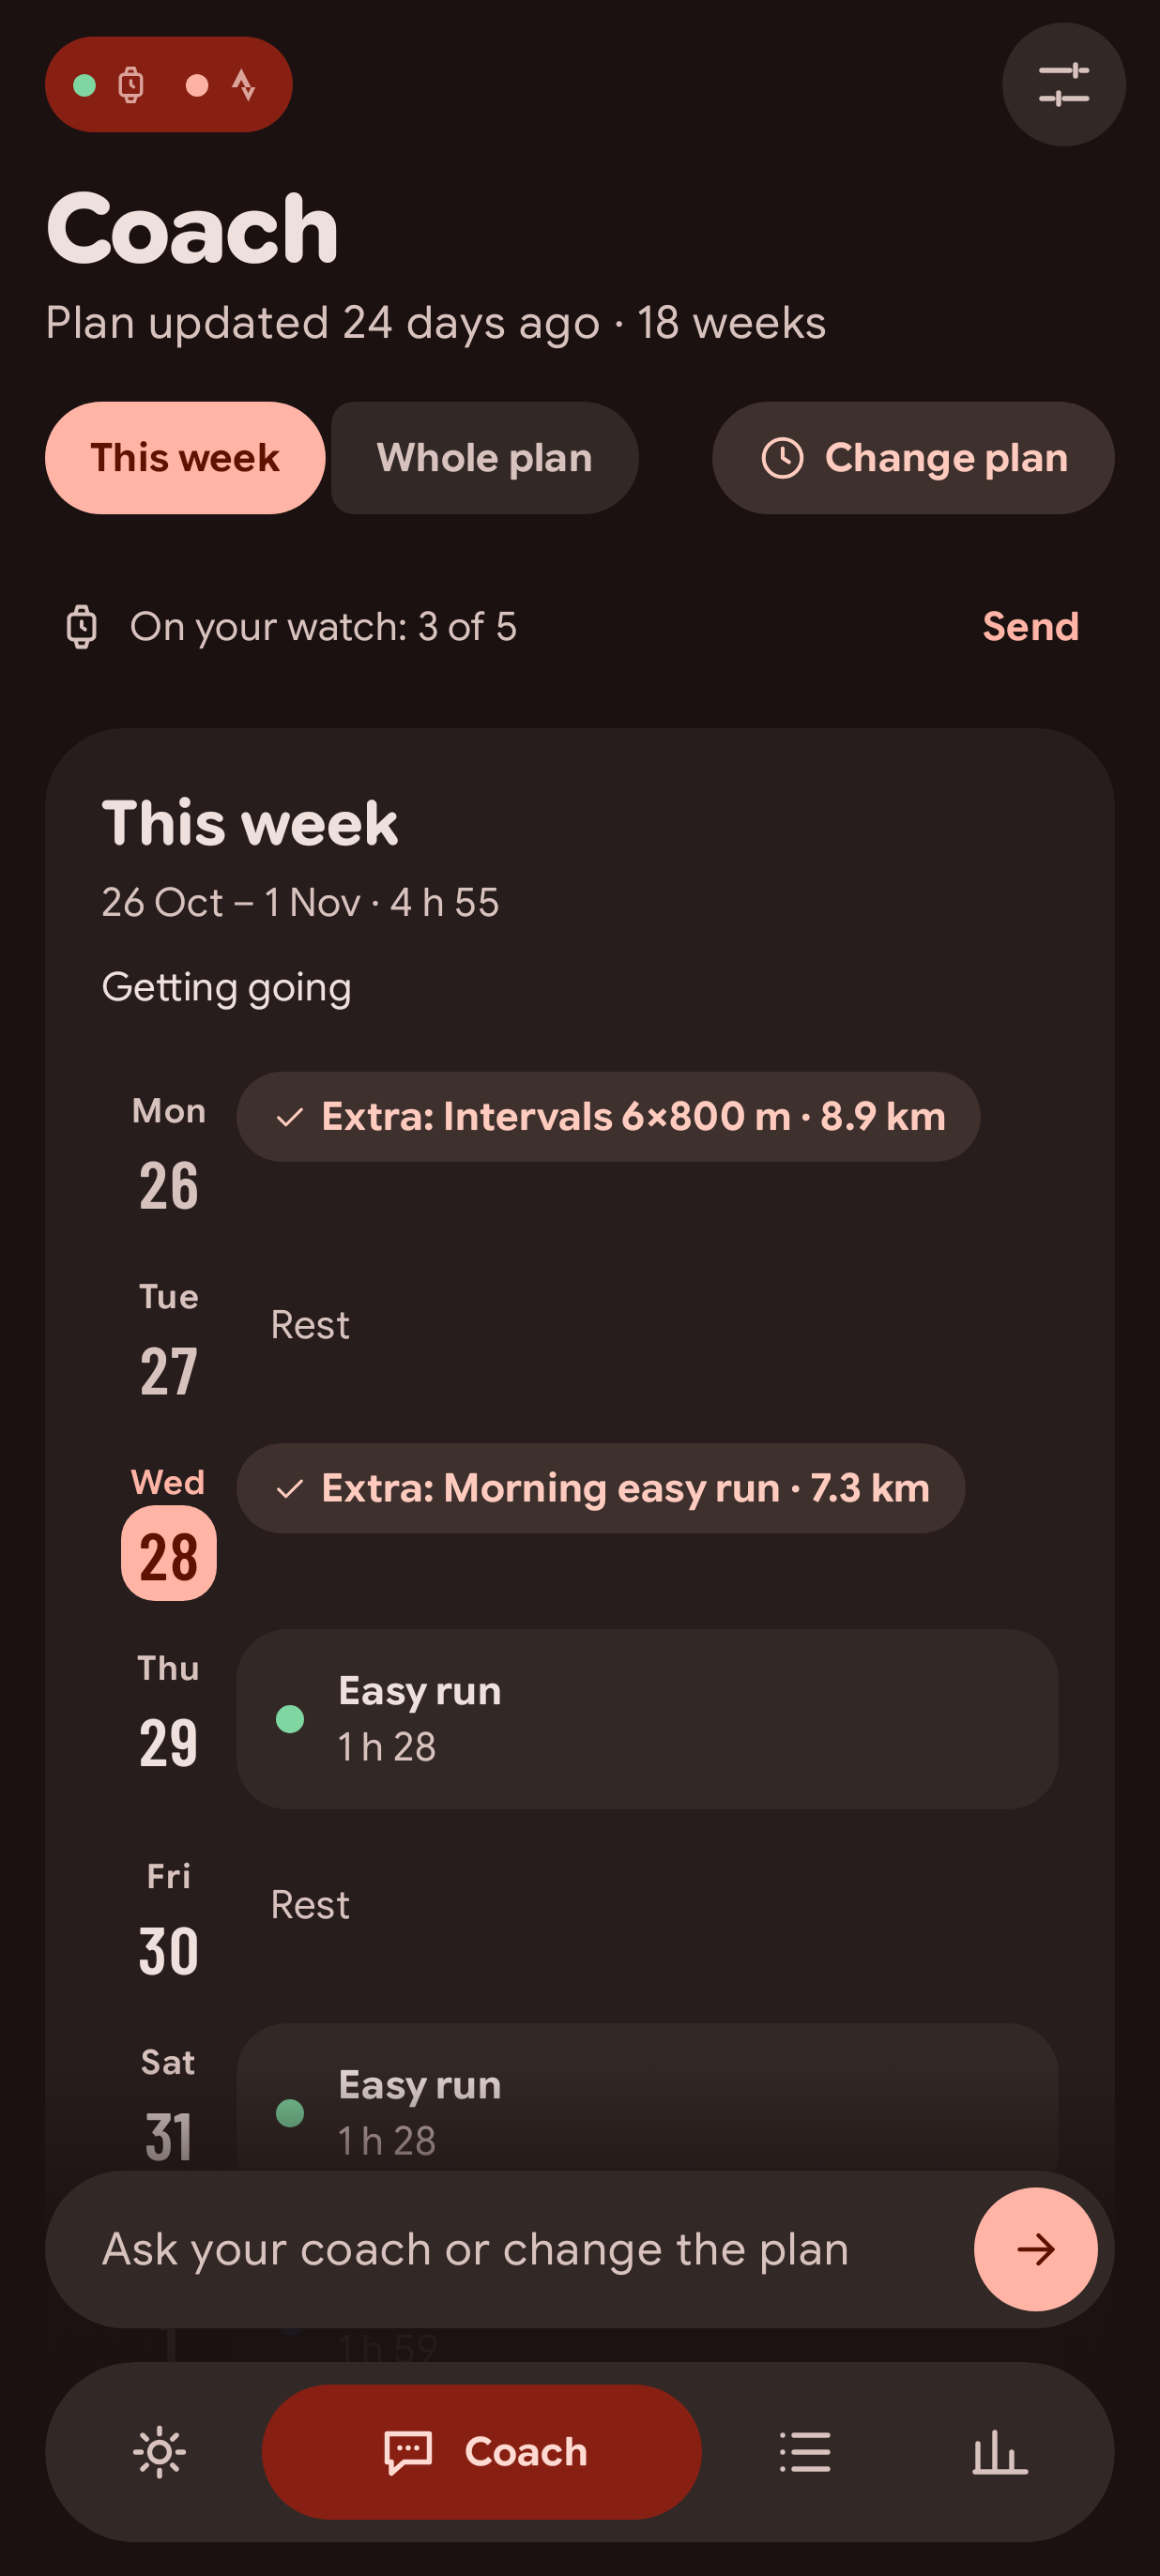 Coach
Plan updated 24 days ago · 18 weeks
This week
Whole plan
Change plan
On your watch: 3 of 5
Send
This week
26 Oct – 1 Nov · 4 h 55
Getting going
Mon
26
Extra: Intervals 6×800 m · 8.9 km
Tue
27
Rest
Wed
28
Extra: Morning easy run · 7.3 km
Thu
29
Easy run
1 h 28
Fri
30
Rest
Sat
31
Easy run
1 h 28
Ask your coach or change the plan
1 h 59
Coach